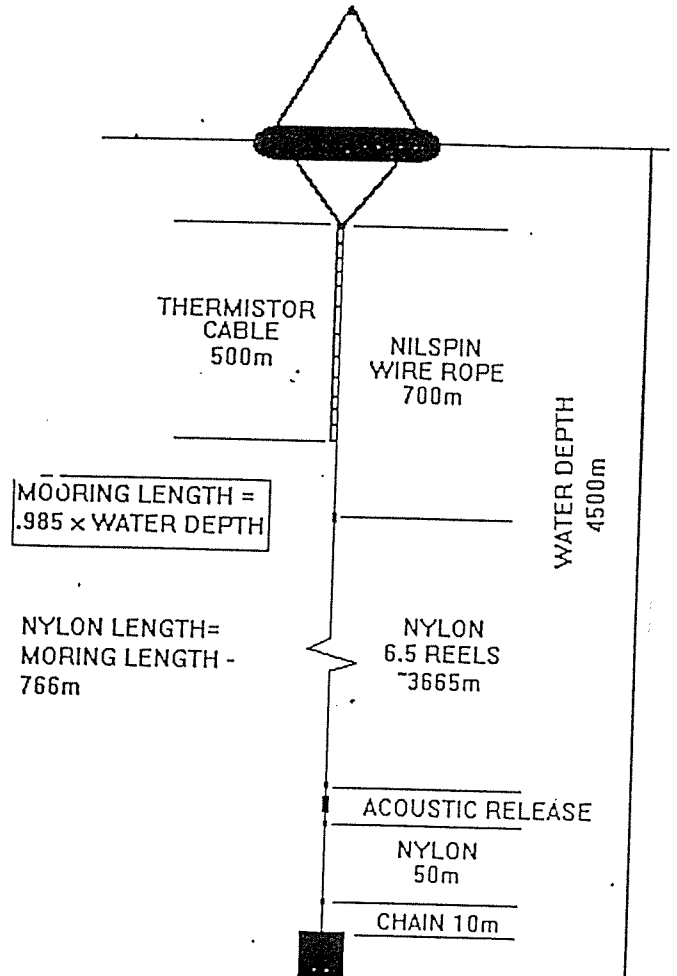 THERMISTOR
CABLE
500m
NILSPIN
WIRE ROPE
700m
WATER DEPTH
4500m
MOORING LENGTH =
.985 x WATER DEPTH
NYLON LENGTH=
MORING LENGTH -
766m
NYLON
6.5 REELS
~3665m
ACOUSTIC RELEASE
NYLON
50m
CHAIN 10m